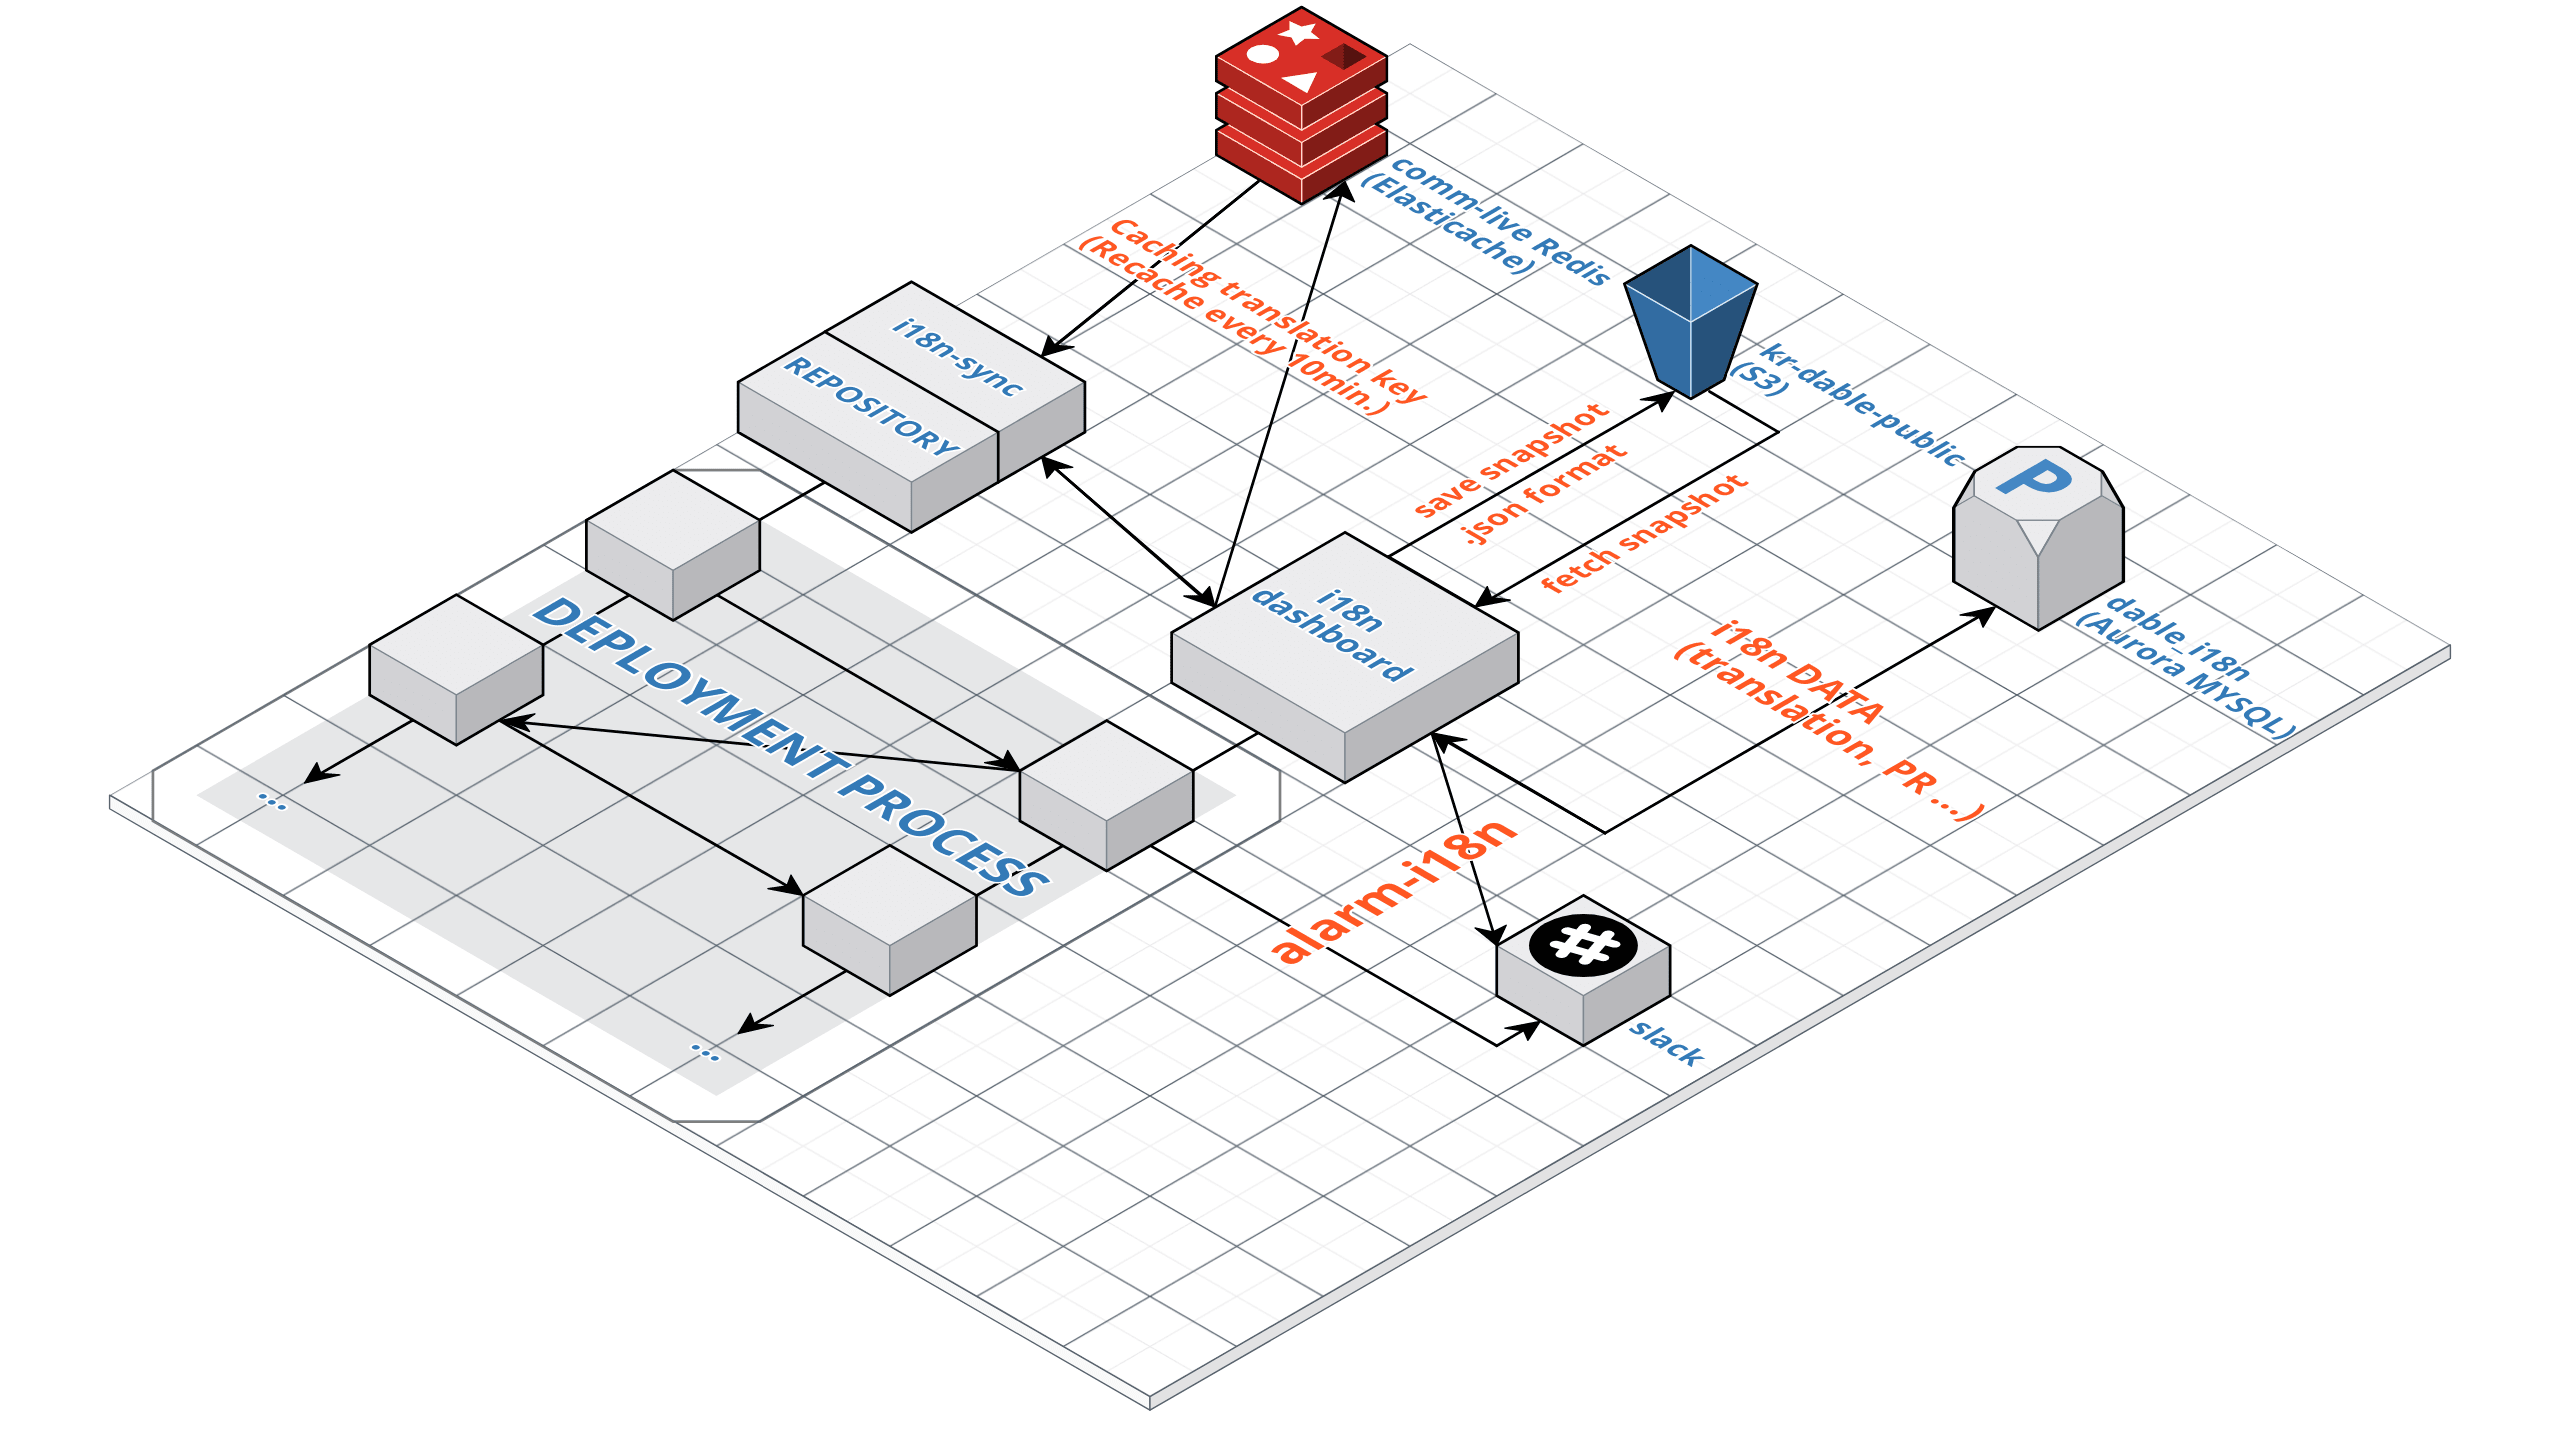 comm-live Redis
(Elasticache)
Caching translation key
(Recache every 10min.)
i18n-sync
REPOSITORY
kr-dable-public
(S3)
save snapshot
.json format
fetch snapshot
P
dable_i18n
(Aurora MYsQL)
i18n
dashboard
i18n DATA
(translation, PR ...)
DEPLOYMENT PROCESS
...
...
alarm-i18n
#
slack